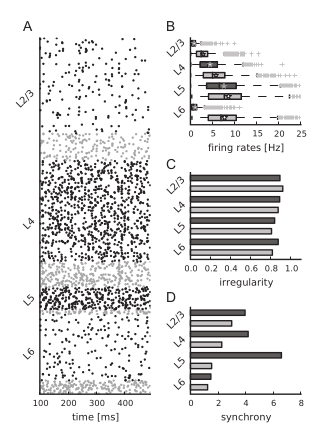 A
L2/3
L4
L5
L6
100 200 300 400
time [ms]
B
L2/3
L4
L5
L6
0 5 10 15 20 25
firing rates [Hz]
C
L2/3
L4
L5
L6
0.0 0.2 0.4 0.6 0.8 1.0
irregularity
D
L2/3
L4
L5
L6
0 2 4 6 8
synchrony